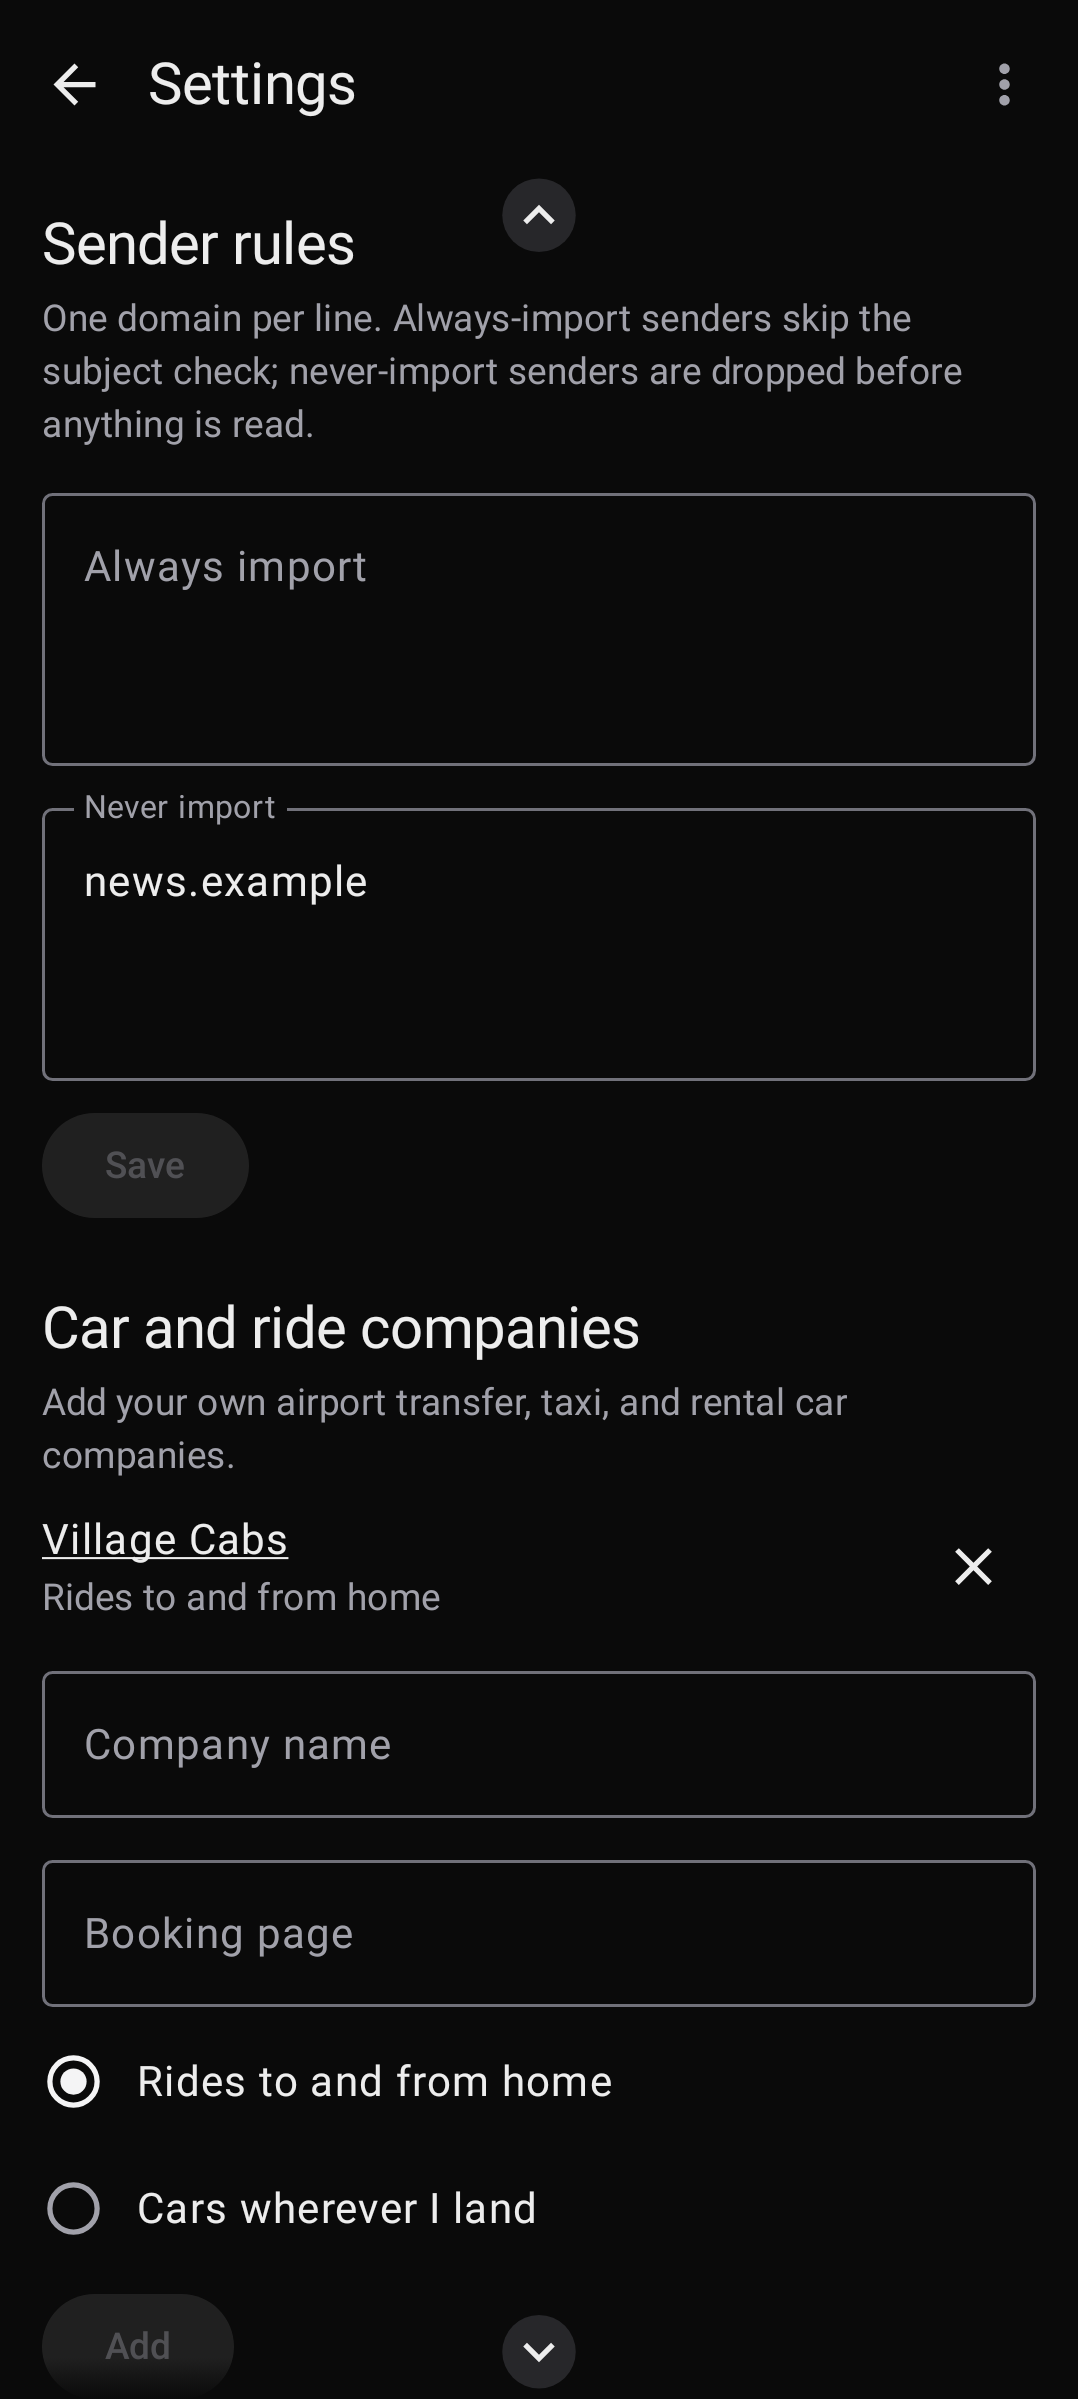 Settings
Sender rules
One domain per line. Always-import senders skip the
subject check; never-import senders are dropped before
anything is read.
Always import
Never import
news.example
Save
Car and ride companies
Add your own airport transfer, taxi, and rental car
companies.
Village Cabs
Rides to and from home
Company name
Booking page
Rides to and from home
Cars wherever I land
Add